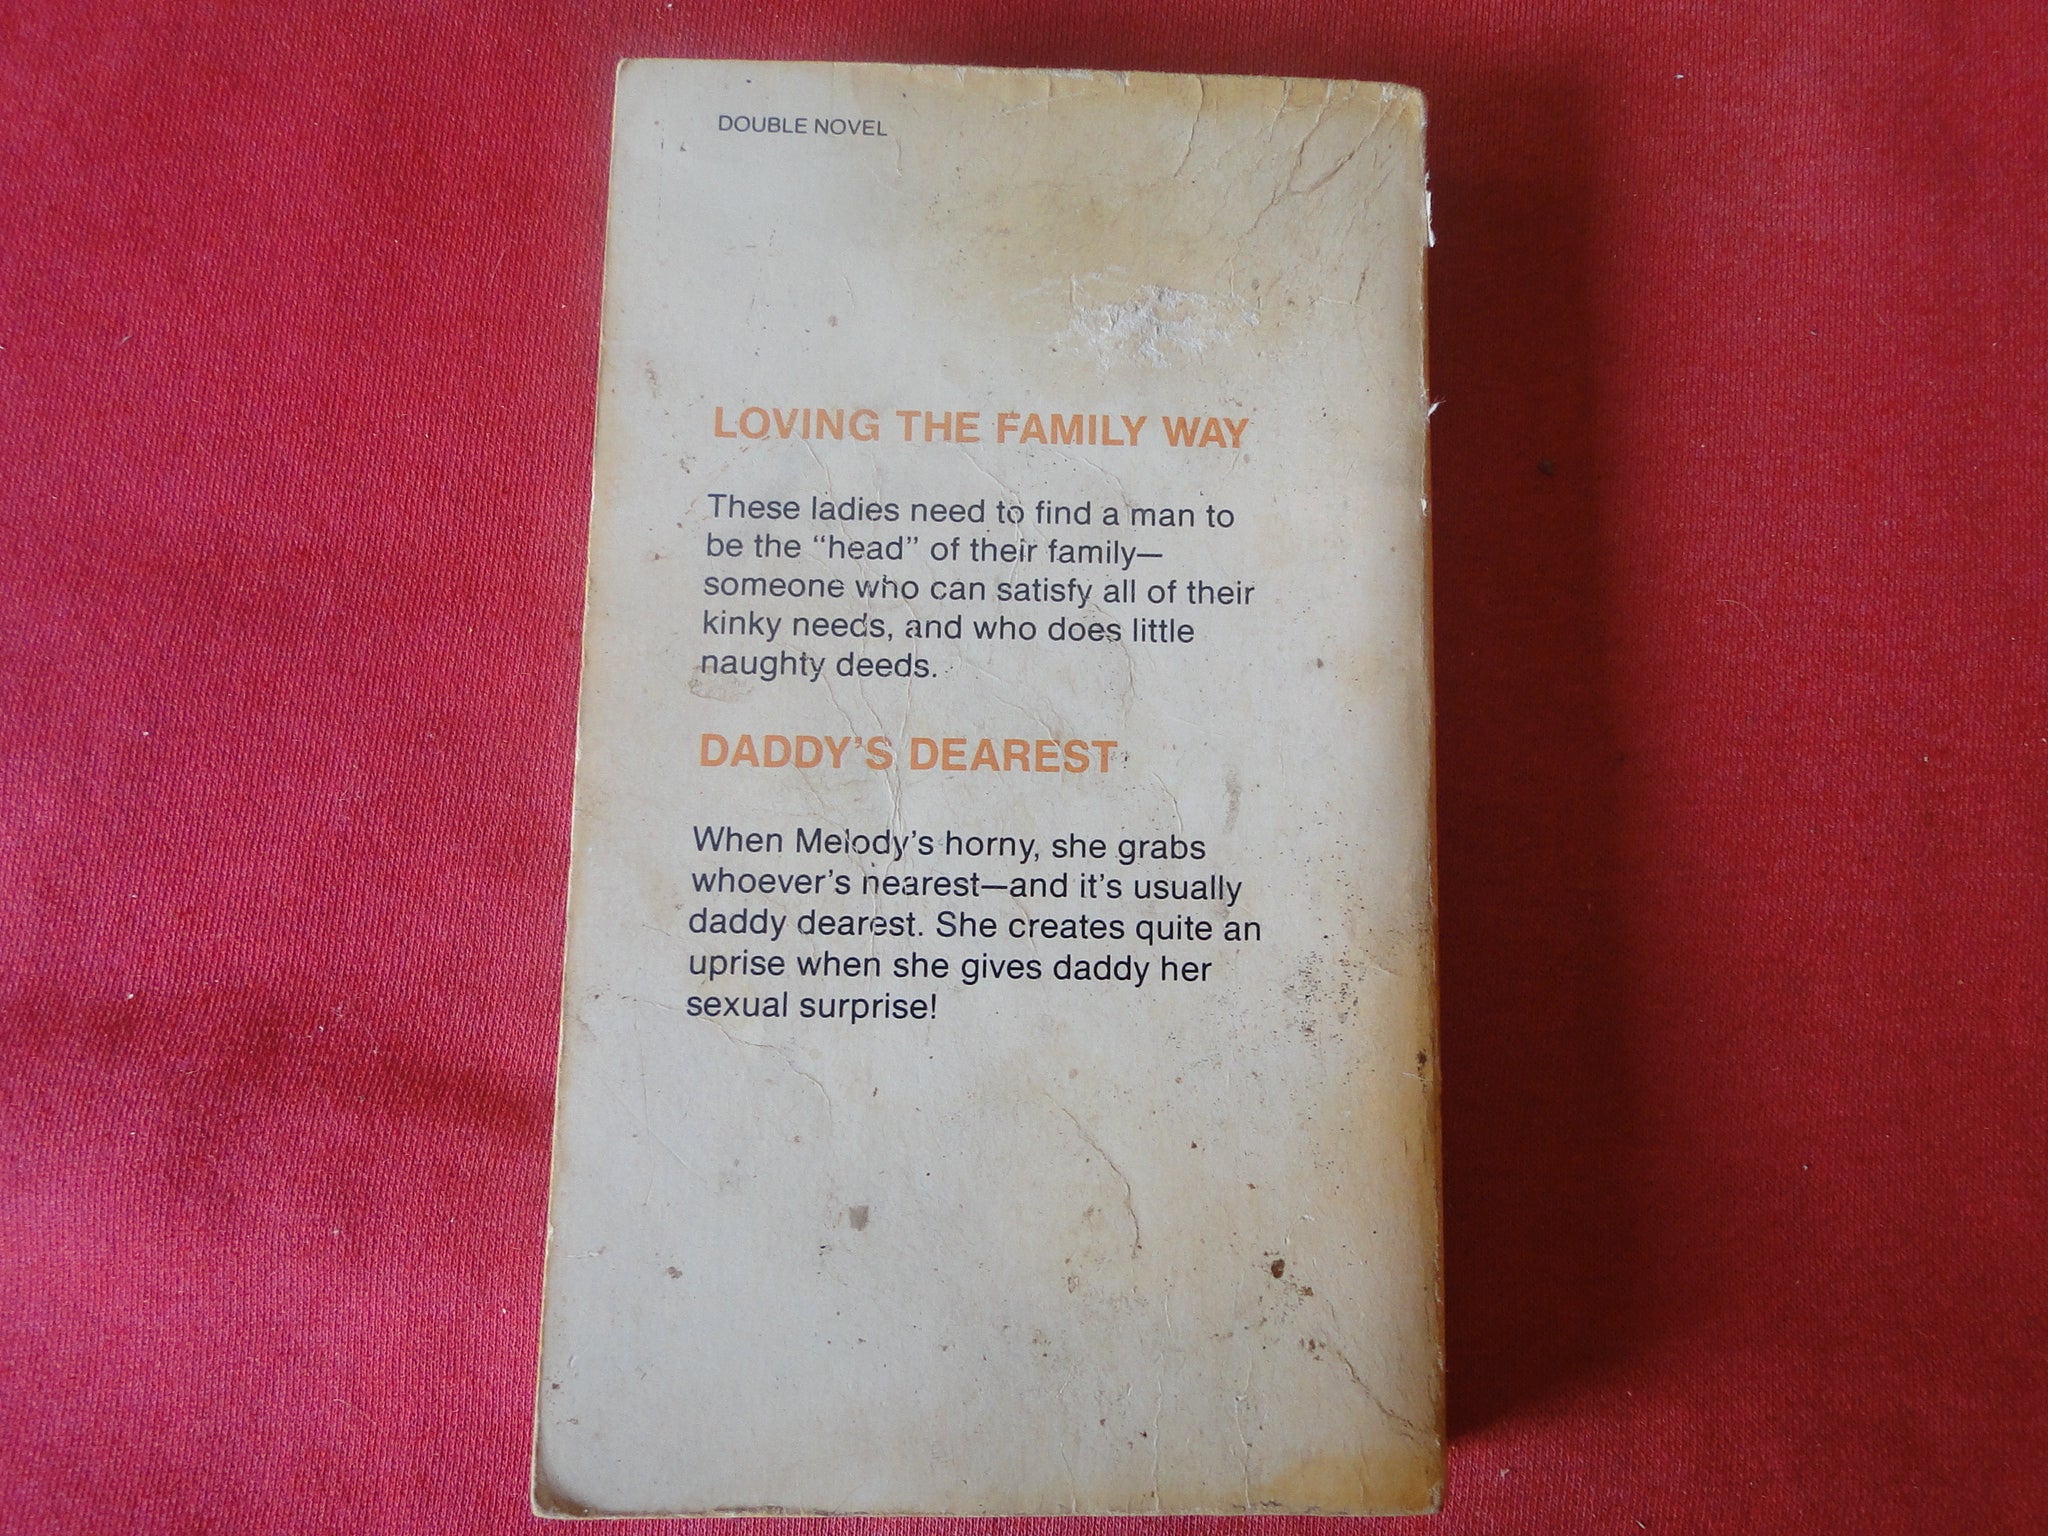 DOUBLE NOVEL
LOVING THE FAMILY WAY
These ladies need to find a man to
be the “head” of their family—
someone who can satisfy all of their
kinky needs, and who does little
naughty deeds.
DADDY’S DEAREST
When Melody’s horny, she grabs
whoever’s nearest—and it’s usually
daddy dearest. She creates quite an
uprise when she gives daddy her
sexual surprise!